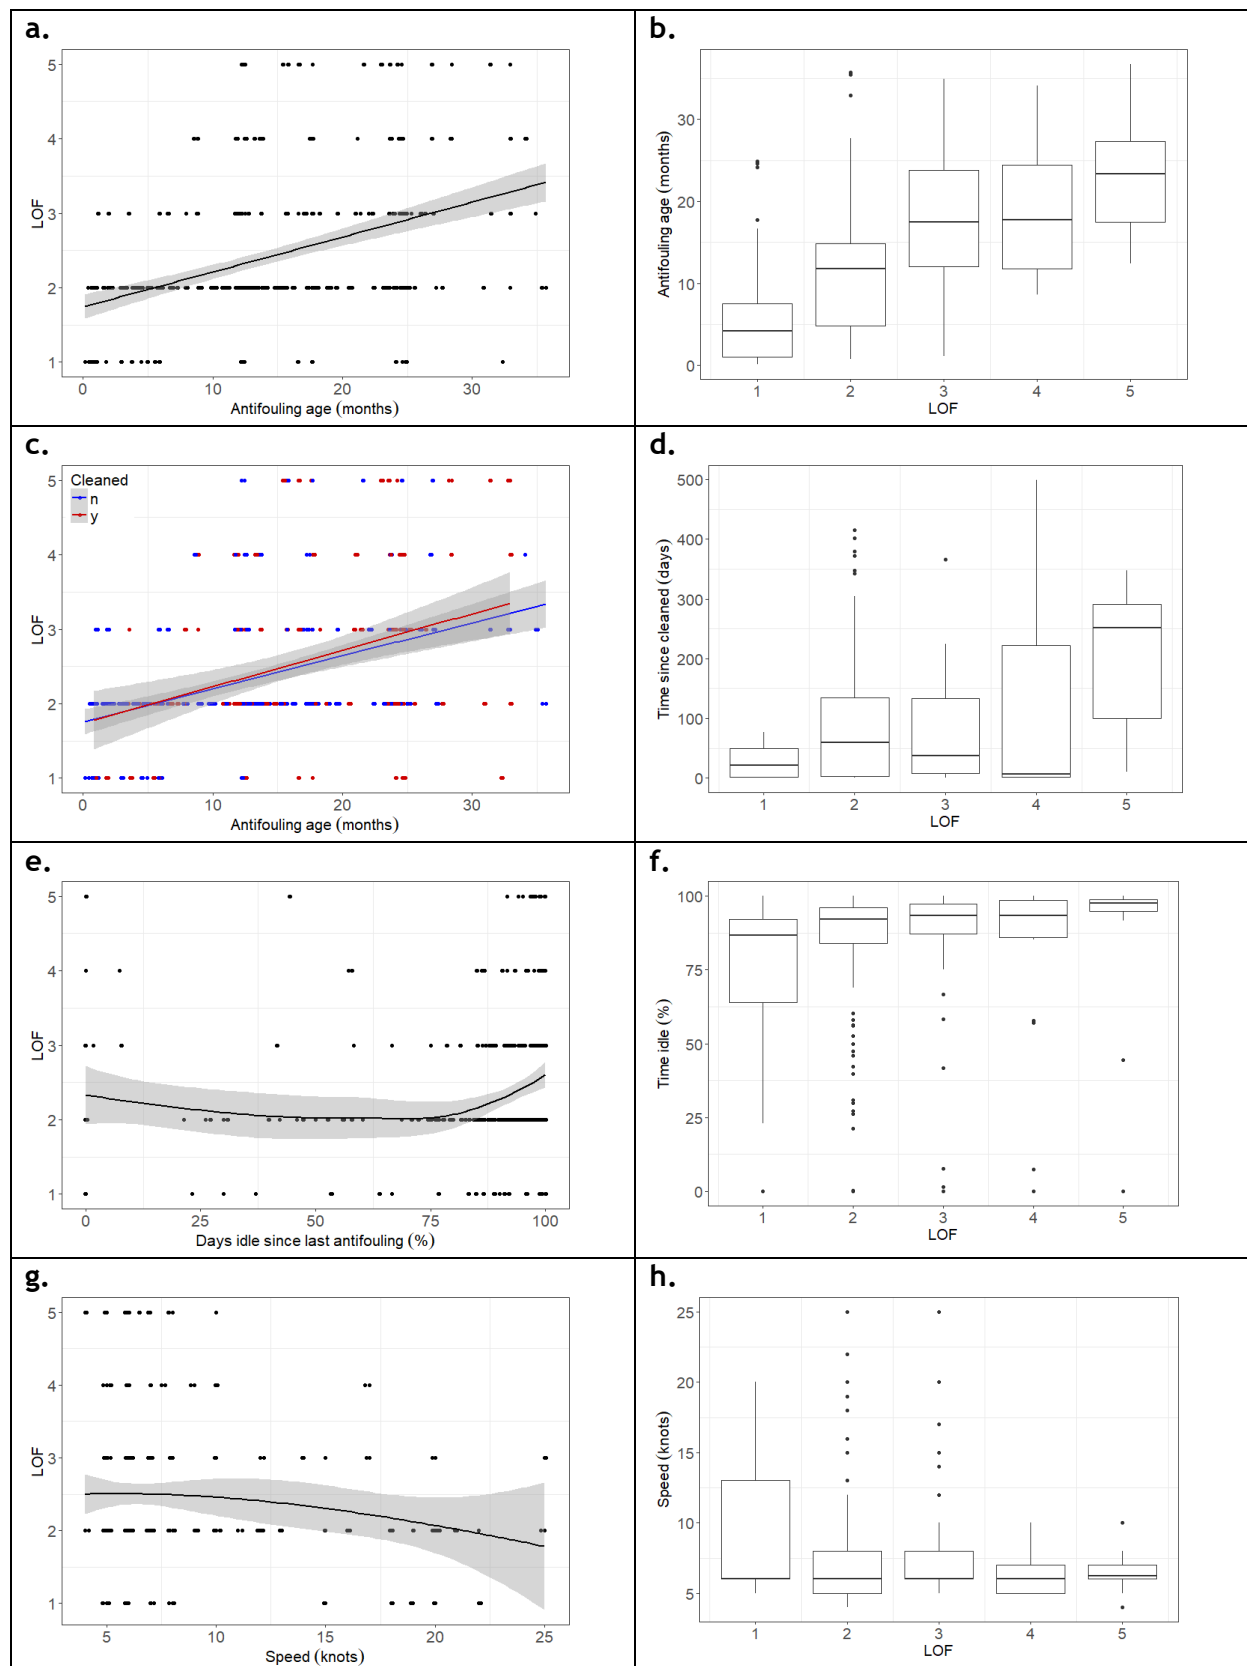 a.
5
4
3
2
1
LOF
0 10 20 30
Antifouling age (months)
b.
30
20
10
0
Antifouling age (months)
1 2 3 4 5
LOF
c.
Cleaned
n
y
5
4
3
2
1
LOF
0 10 20 30
Antifouling age (months)
d.
500
400
300
200
100
0
Time since cleaned (days)
1 2 3 4 5
LOF
e.
5
4
3
2
1
LOF
0 25 50 75 100
Days idle since last antifouling (%)
f.
100
75
50
25
0
Time idle (%)
1 2 3 4 5
LOF
g.
5
4
3
2
1
LOF
5 10 15 20 25
Speed (knots)
h.
25
20
15
10
5
Speed (knots)
1 2 3 4 5
LOF